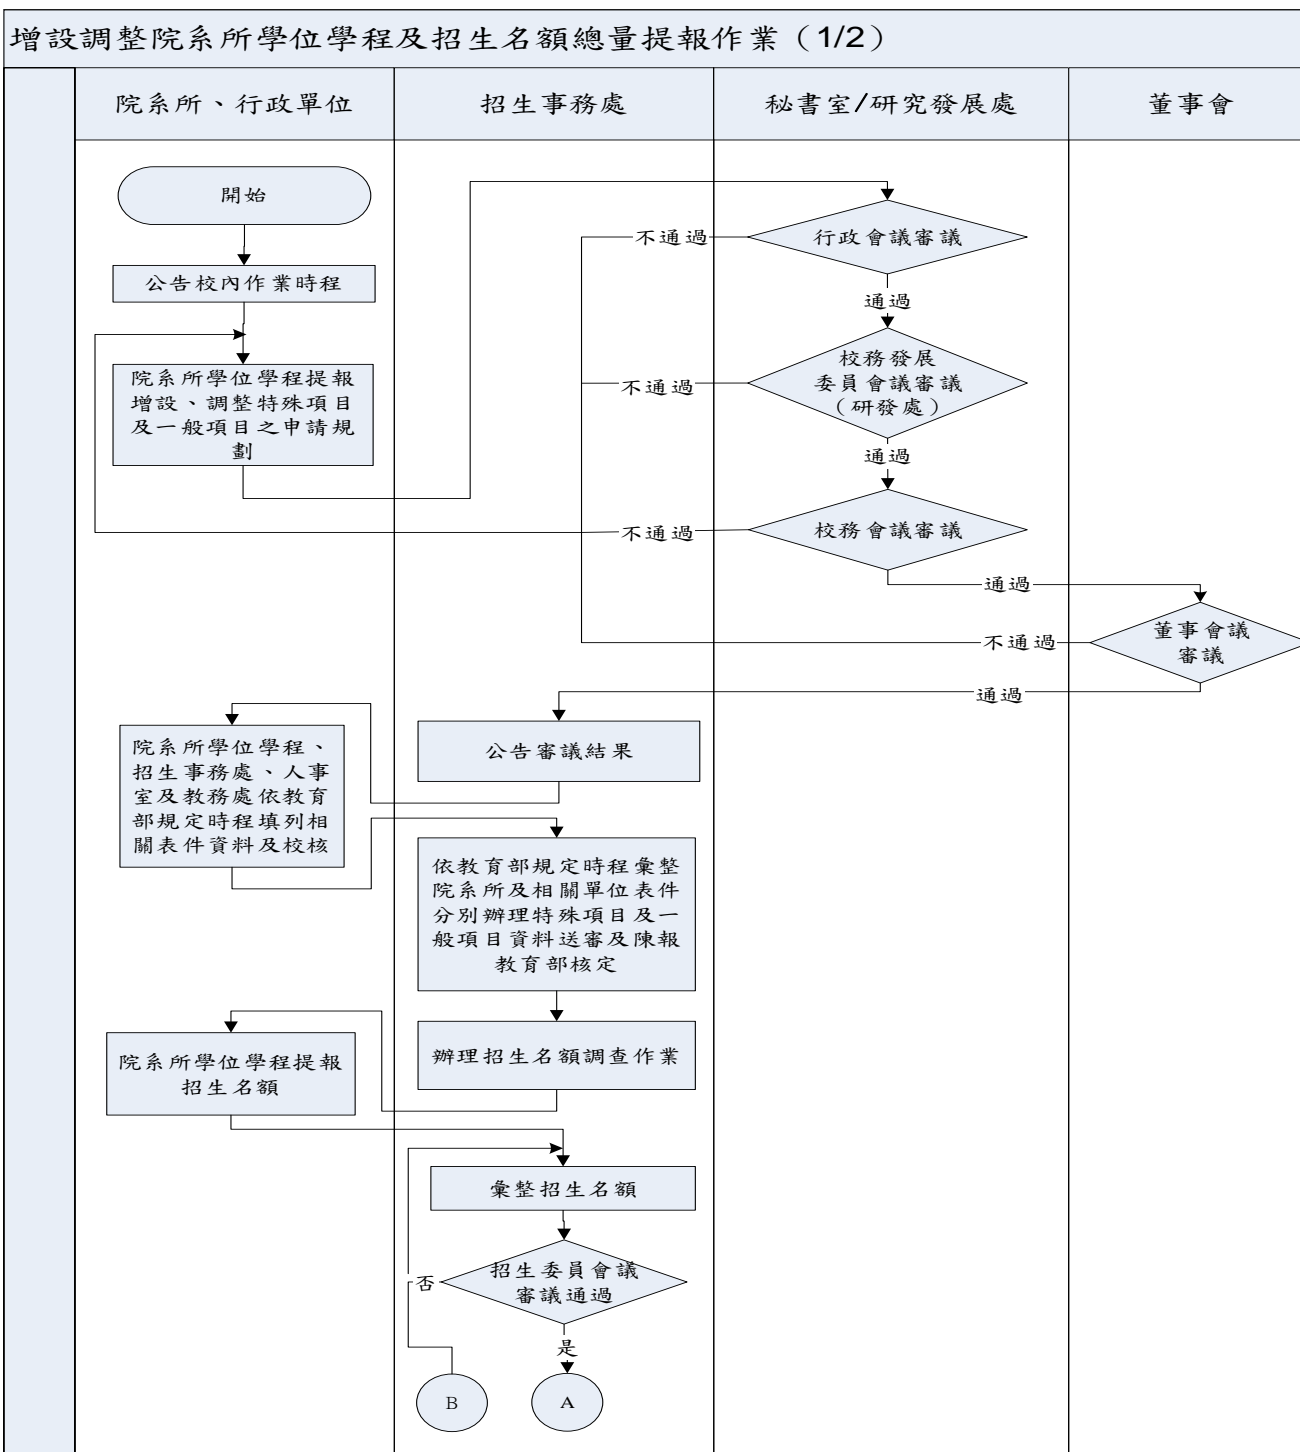 增設調整院系所學位學程及招生名額總量提報作業（1/2）
院系所、行政單位
招生事務處
秘書室/研究發展處
董事會
開始
公告校內作業時程
院系所學位學程提報
增設、調整特殊項目
及一般項目之申請規
劃
行政會議審議
不通過
通過
校務發展
委員會議審議
（研發處）
不通過
通過
校務會議審議
不通過
通過
董事會議
審議
不通過
通過
公告審議結果
院系所學位學程、
招生事務處、人事
室及教務處依教育
部規定時程填列相
關表件資料及校核
依教育部規定時程彙整
院系所及相關單位表件
分別辦理特殊項目及一
般項目資料送審及陳報
教育部核定
辦理招生名額調查作業
院系所學位學程提報
招生名額
彙整招生名額
招生委員會議
審議通過
否
是
B
A